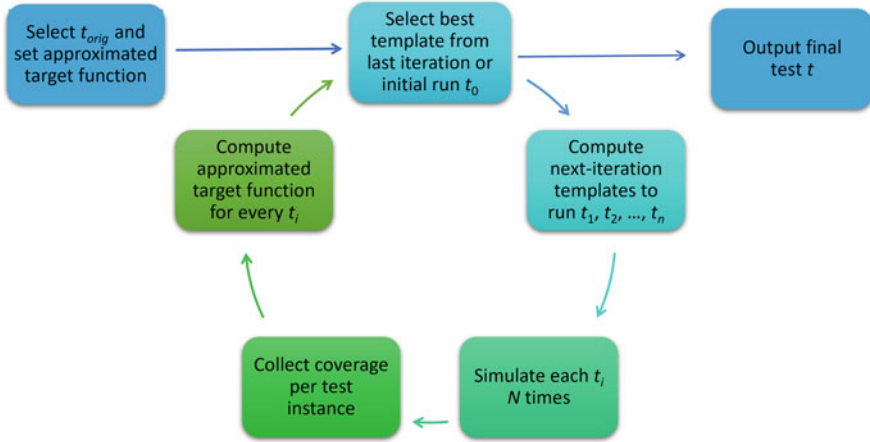 Select t_orig and
set approximated
target function
Select best
template from
last iteration or
initial run t_0
Output final
test t
Compute
approximated
target function
for every t_i
Compute
next-iteration
templates to
run t_1, t_2, ..., t_n
Collect coverage
per test
instance
Simulate each t_i
N times